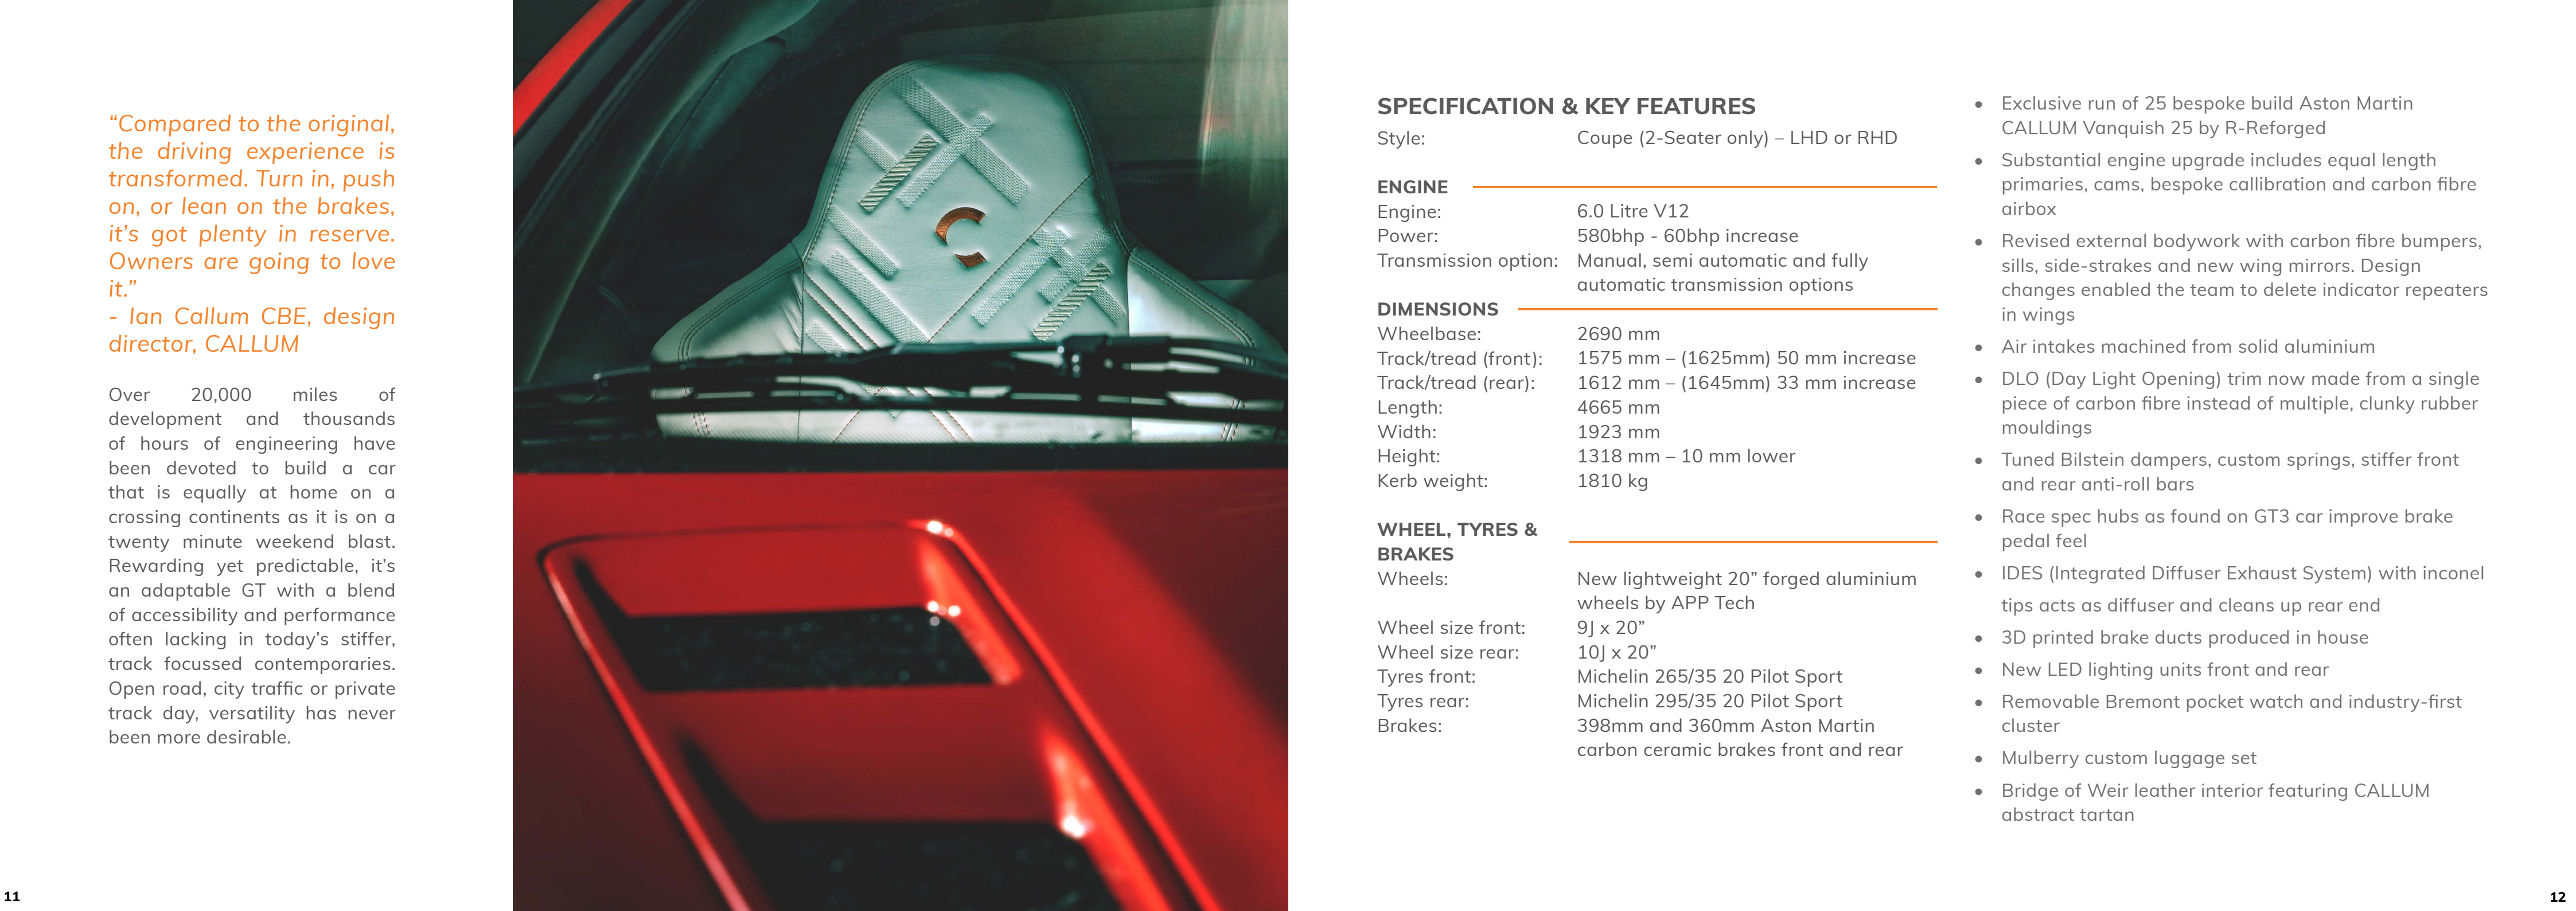 “Compared to the original,
the driving experience is
transformed. Turn in, push
on, or lean on the brakes,
it’s got plenty in reserve.
Owners are going to love
it.”
- Ian Callum CBE, design
director, CALLUM
Over 20,000 miles of
development and thousands
of hours of engineering have
been devoted to build a car
that is equally at home on a
crossing continents as it is on a
twenty minute weekend blast.
Rewarding yet predictable, it’s
an adaptable GT with a blend
of accessibility and performance
often lacking in today’s stiffer,
track focussed contemporaries.
Open road, city traffic or private
track day, versatility has never
been more desirable.
11
SPECIFICATION & KEY FEATURES
Style: Coupe (2-Seater only) – LHD or RHD
ENGINE
Engine: 6.0 Litre V12
Power: 580bhp - 60bhp increase
Transmission option: Manual, semi automatic and fully
automatic transmission options
DIMENSIONS
Wheelbase: 2690 mm
Track/tread (front): 1575 mm – (1625mm) 50 mm increase
Track/tread (rear): 1612 mm – (1645mm) 33 mm increase
Length: 4665 mm
Width: 1923 mm
Height: 1318 mm – 10 mm lower
Kerb weight: 1810 kg
WHEEL, TYRES &
BRAKES
Wheels: New lightweight 20” forged aluminium
wheels by APP Tech
Wheel size front: 9J x 20”
Wheel size rear: 10J x 20”
Tyres front: Michelin 265/35 20 Pilot Sport
Tyres rear: Michelin 295/35 20 Pilot Sport
Brakes: 398mm and 360mm Aston Martin
carbon ceramic brakes front and rear
• Exclusive run of 25 bespoke build Aston Martin
CALLUM Vanquish 25 by R-Reforged
• Substantial engine upgrade includes equal length
primaries, cams, bespoke callibration and carbon fibre
airbox
• Revised external bodywork with carbon fibre bumpers,
sills, side-strakes and new wing mirrors. Design
changes enabled the team to delete indicator repeaters
in wings
• Air intakes machined from solid aluminium
• DLO (Day Light Opening) trim now made from a single
piece of carbon fibre instead of multiple, clunky rubber
mouldings
• Tuned Bilstein dampers, custom springs, stiffer front
and rear anti-roll bars
• Race spec hubs as found on GT3 car improve brake
pedal feel
• IDES (Integrated Diffuser Exhaust System) with inconel
tips acts as diffuser and cleans up rear end
• 3D printed brake ducts produced in house
• New LED lighting units front and rear
• Removable Bremont pocket watch and industry-first
cluster
• Mulberry custom luggage set
• Bridge of Weir leather interior featuring CALLUM
abstract tartan
12